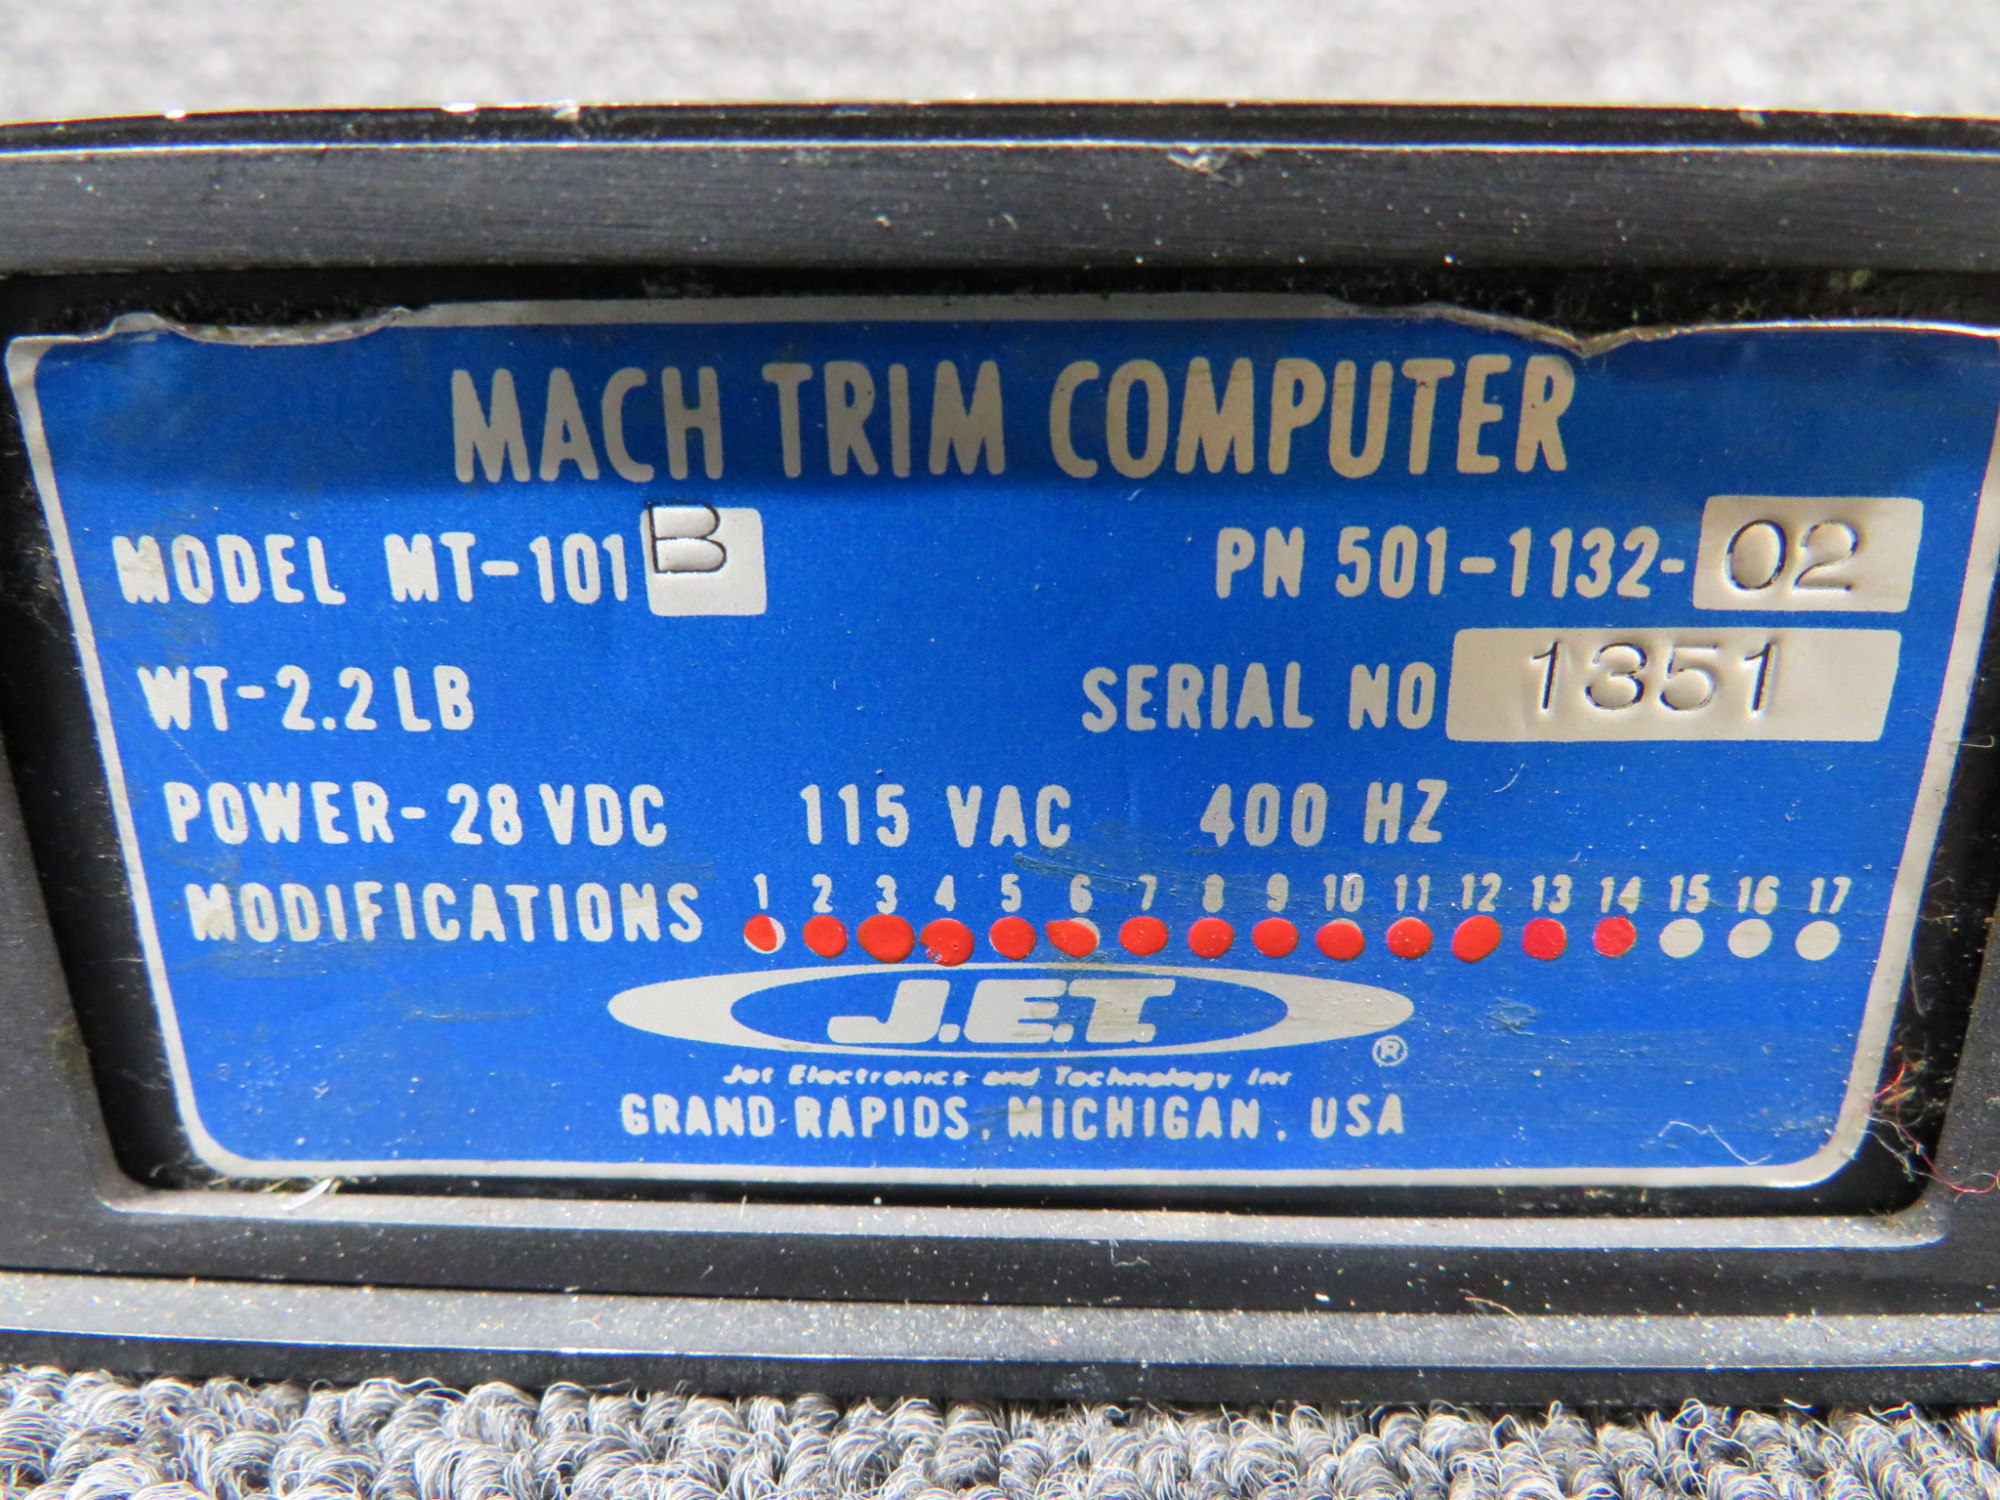 MACH TRIM COMPUTER
MODEL MT-101 B PN 501-1132-02
WT-2.2 LB SERIAL NO 1351
POWER-28 VDC 115 VAC 400 HZ
1 2 3 4 5 6 7 8 9 10 11 12 13 14 15 16 17
MODIFICATIONS
J.E.T.
®
Jet Electronics and Technology Inc
GRAND RAPIDS, MICHIGAN, USA